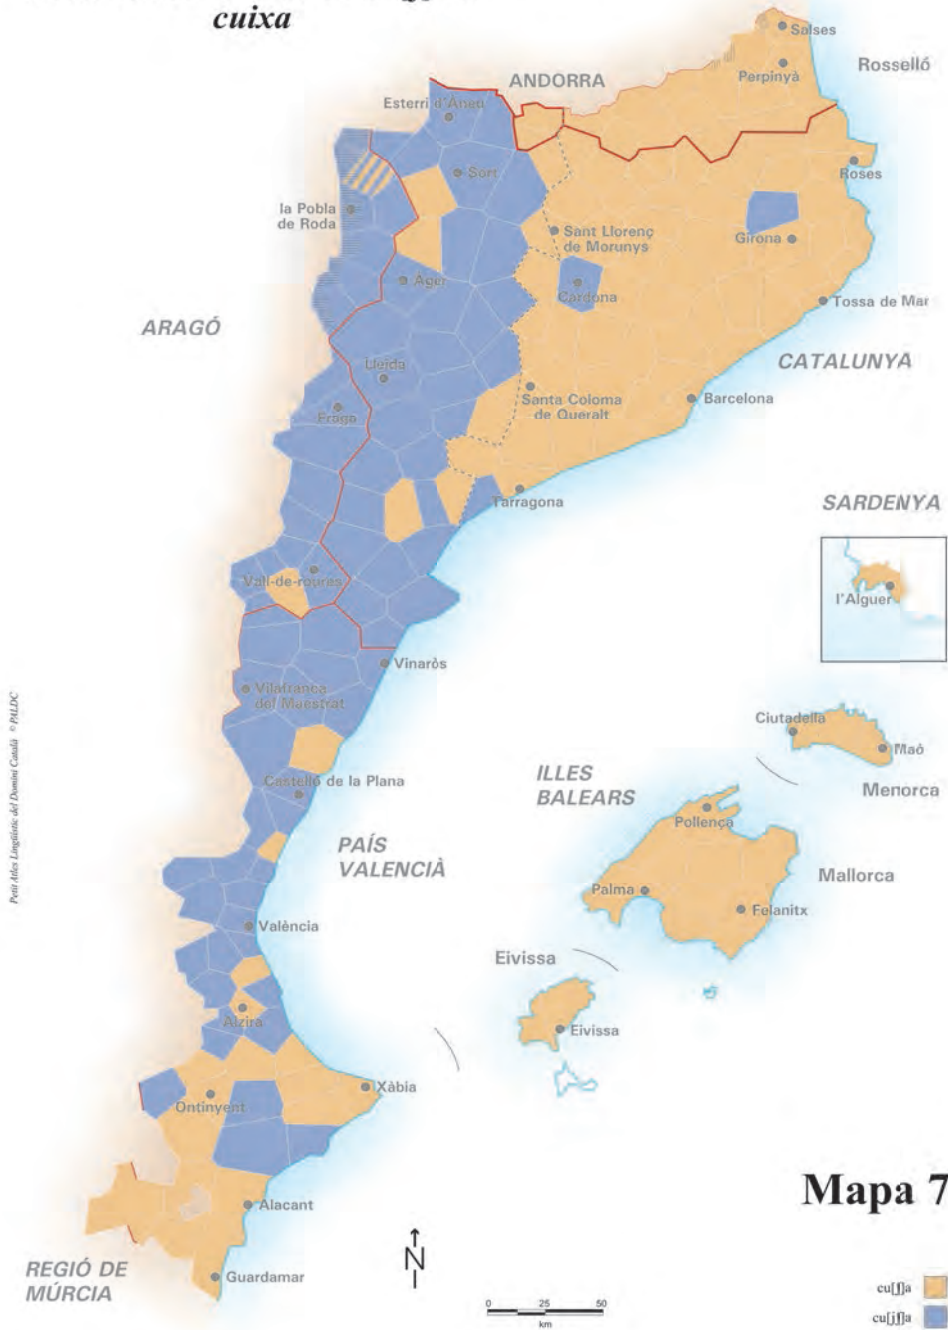 cuixa
Salses
Rosselló
ANDORRA
Perpinyà
Esterri d'Àneu
Roses
Sort
la Pobla
de Roda
Sant Llorenç
de Morunys
Girona
Àger
Cardona
Tossa de Mar
ARAGÓ
Lleida
CATALUNYA
Santa Coloma
de Queralt
Barcelona
Fraga
Tarragona
SARDENYA
Vall-de-roures
l'Alguer
Vinaròs
Vilafranca
del Maestrat
Ciutadella
Maó
Menorca
ILLES
BALEARS
Castelló de la Plana
Pollença
PAÍS
VALENCIÀ
Mallorca
Palma
Felanitx
València
Eivissa
Alzira
Eivissa
Xàbia
Ontinyent
Mapa 7
Alacant
N
REGIÓ DE
MÚRCIA
Guardamar
0 25 50
km
cu[ʃ]a
cu[jʃ]a
Petit Atles Lingüístic del Domini Català © PALDC